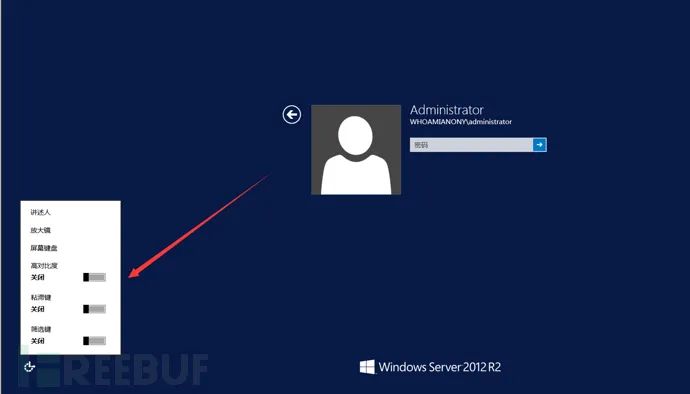 Administrator
WHOAMIANONY\administrator
密码
讲述人
放大镜
屏幕键盘
高对比度
关闭
粘滞键
关闭
筛选键
关闭
FREEBUF
Windows Server 2012 R2